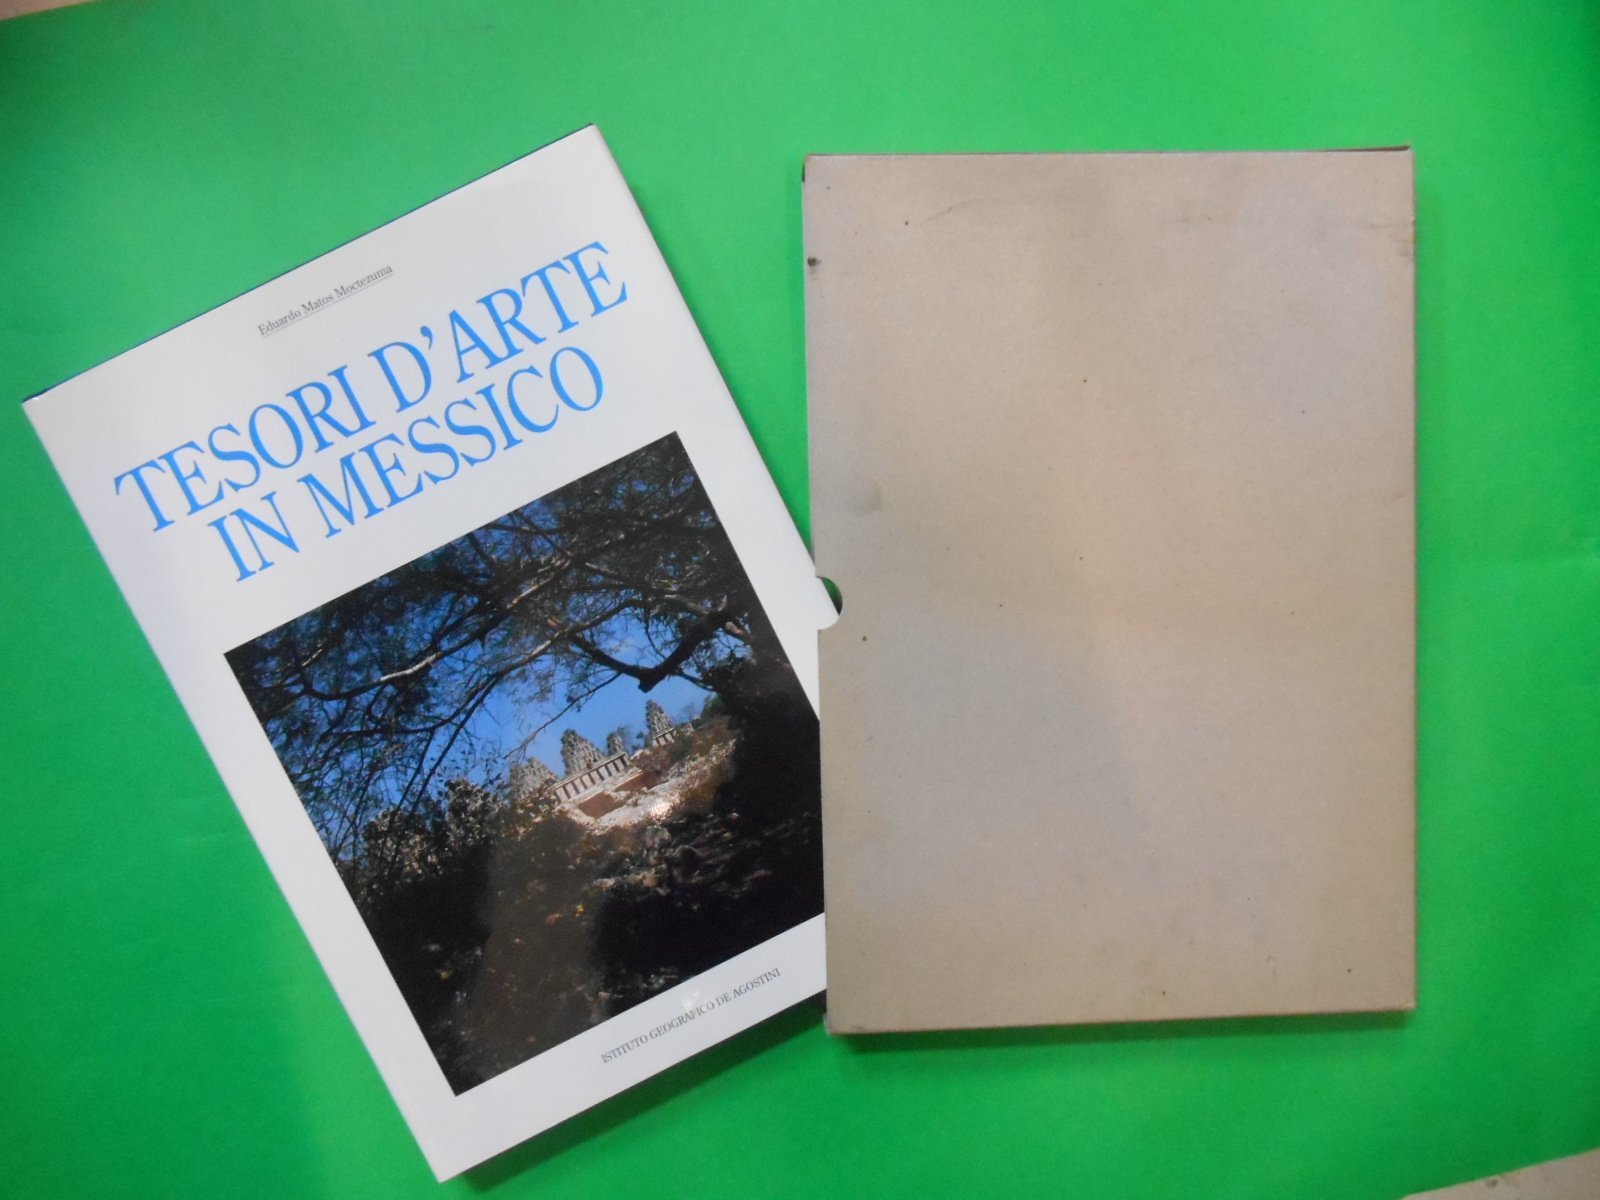 Eduardo Matos Moctezuma
TESORI D'ARTE
IN MESSICO
ISTITUTO GEOGRAFICO DE AGOSTINI